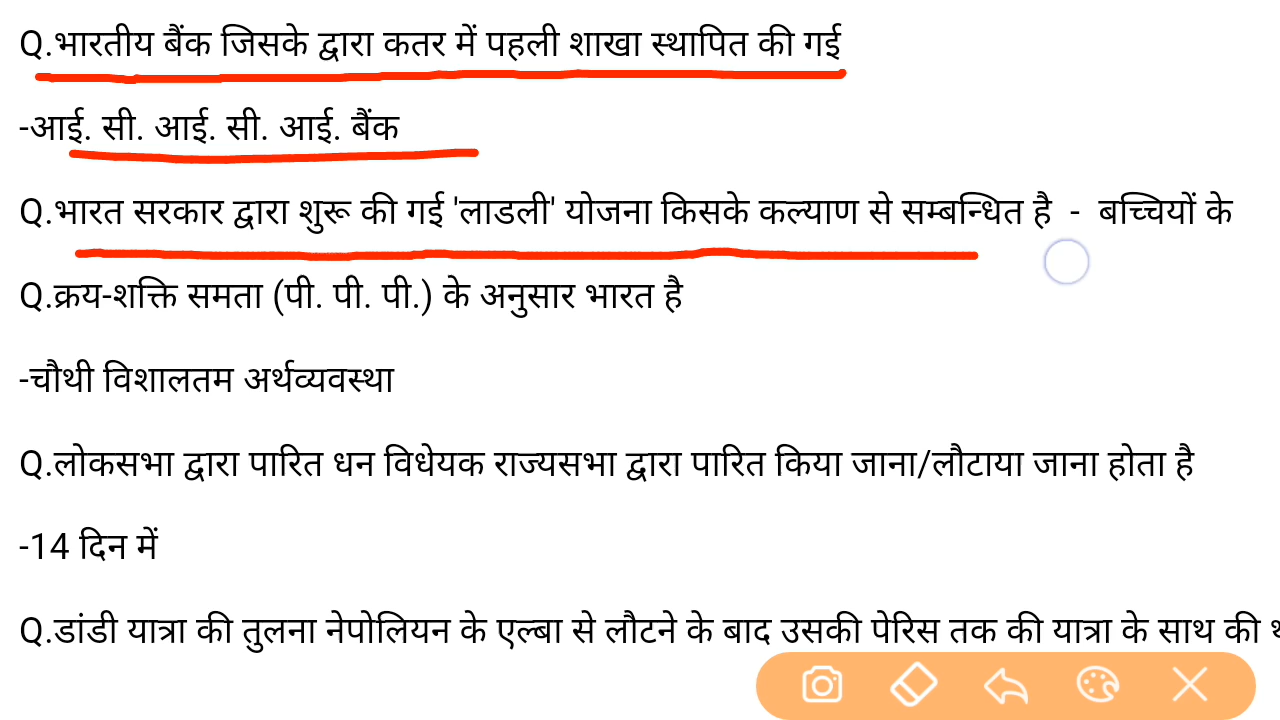 Q.भारतीय बैंक जिसके द्वारा कतर में पहली शाखा स्थापित की गई
-आई. सी. आई. सी. आई. बैंक
Q.भारत सरकार द्वारा शुरू की गई 'लाडली' योजना किसके कल्याण से सम्बन्धित है - बच्चियों के
Q.क्रय-शक्ति समता (पी. पी. पी.) के अनुसार भारत है
-चौथी विशालतम अर्थव्यवस्था
Q.लोकसभा द्वारा पारित धन विधेयक राज्यसभा द्वारा पारित किया जाना/लौटाया जाना होता है
-14 दिन में
Q.डांडी यात्रा की तुलना नेपोलियन के एल्बा से लौटने के बाद उसकी पेरिस तक की यात्रा के साथ की